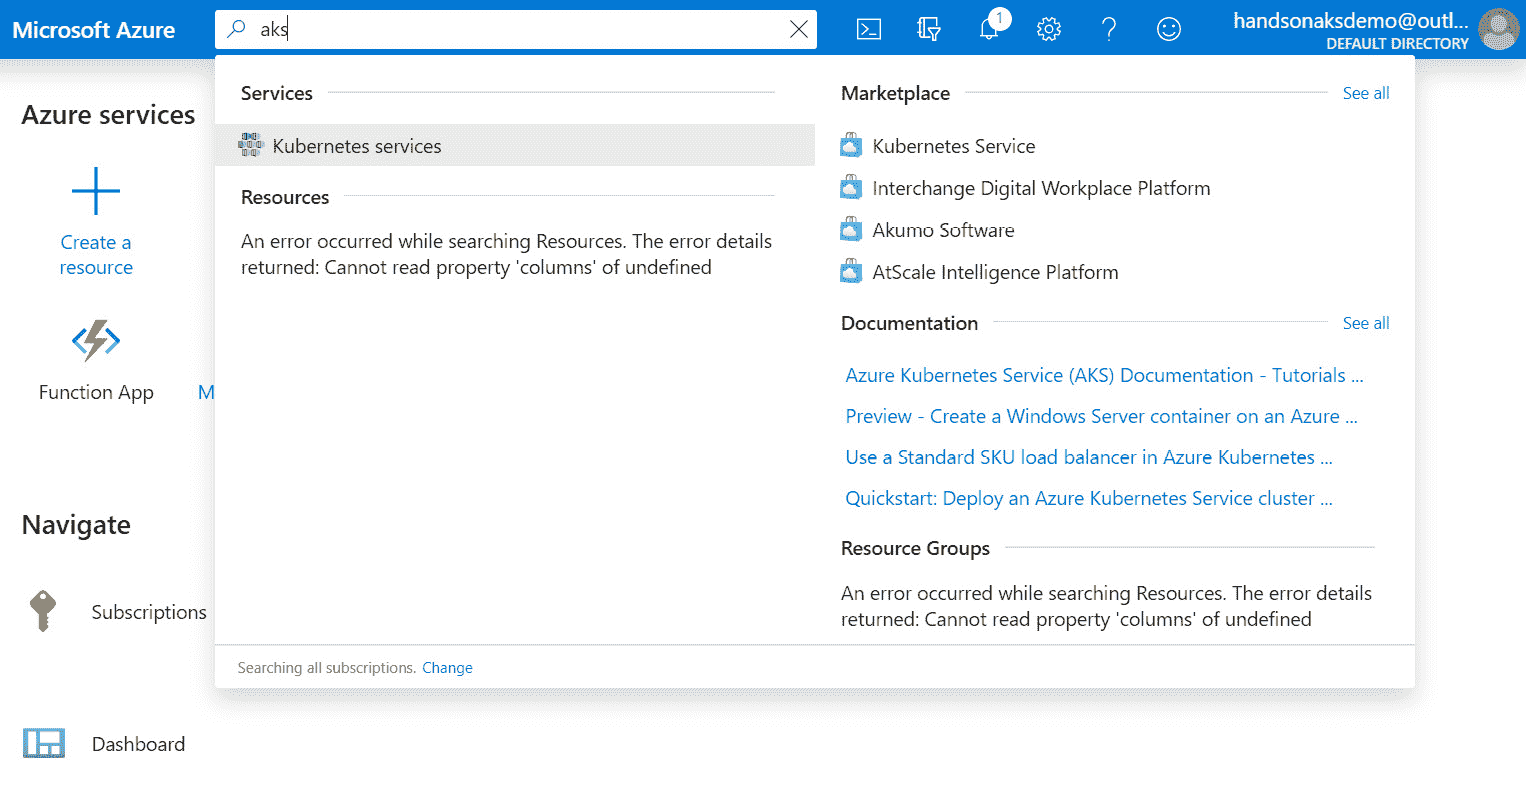 Microsoft Azure
aks
1
handsonaksdemo@outl...
DEFAULT DIRECTORY
Azure services
Create a
resource
Function App
M
Navigate
Subscriptions
Dashboard
Services
Kubernetes services
Resources
An error occurred while searching Resources. The error details
returned: Cannot read property 'columns' of undefined
Marketplace
See all
Kubernetes Service
Interchange Digital Workplace Platform
Akumo Software
AtScale Intelligence Platform
Documentation
See all
Azure Kubernetes Service (AKS) Documentation - Tutorials ...
Preview - Create a Windows Server container on an Azure ...
Use a Standard SKU load balancer in Azure Kubernetes ...
Quickstart: Deploy an Azure Kubernetes Service cluster ...
Resource Groups
An error occurred while searching Resources. The error details
returned: Cannot read property 'columns' of undefined
Searching all subscriptions. Change